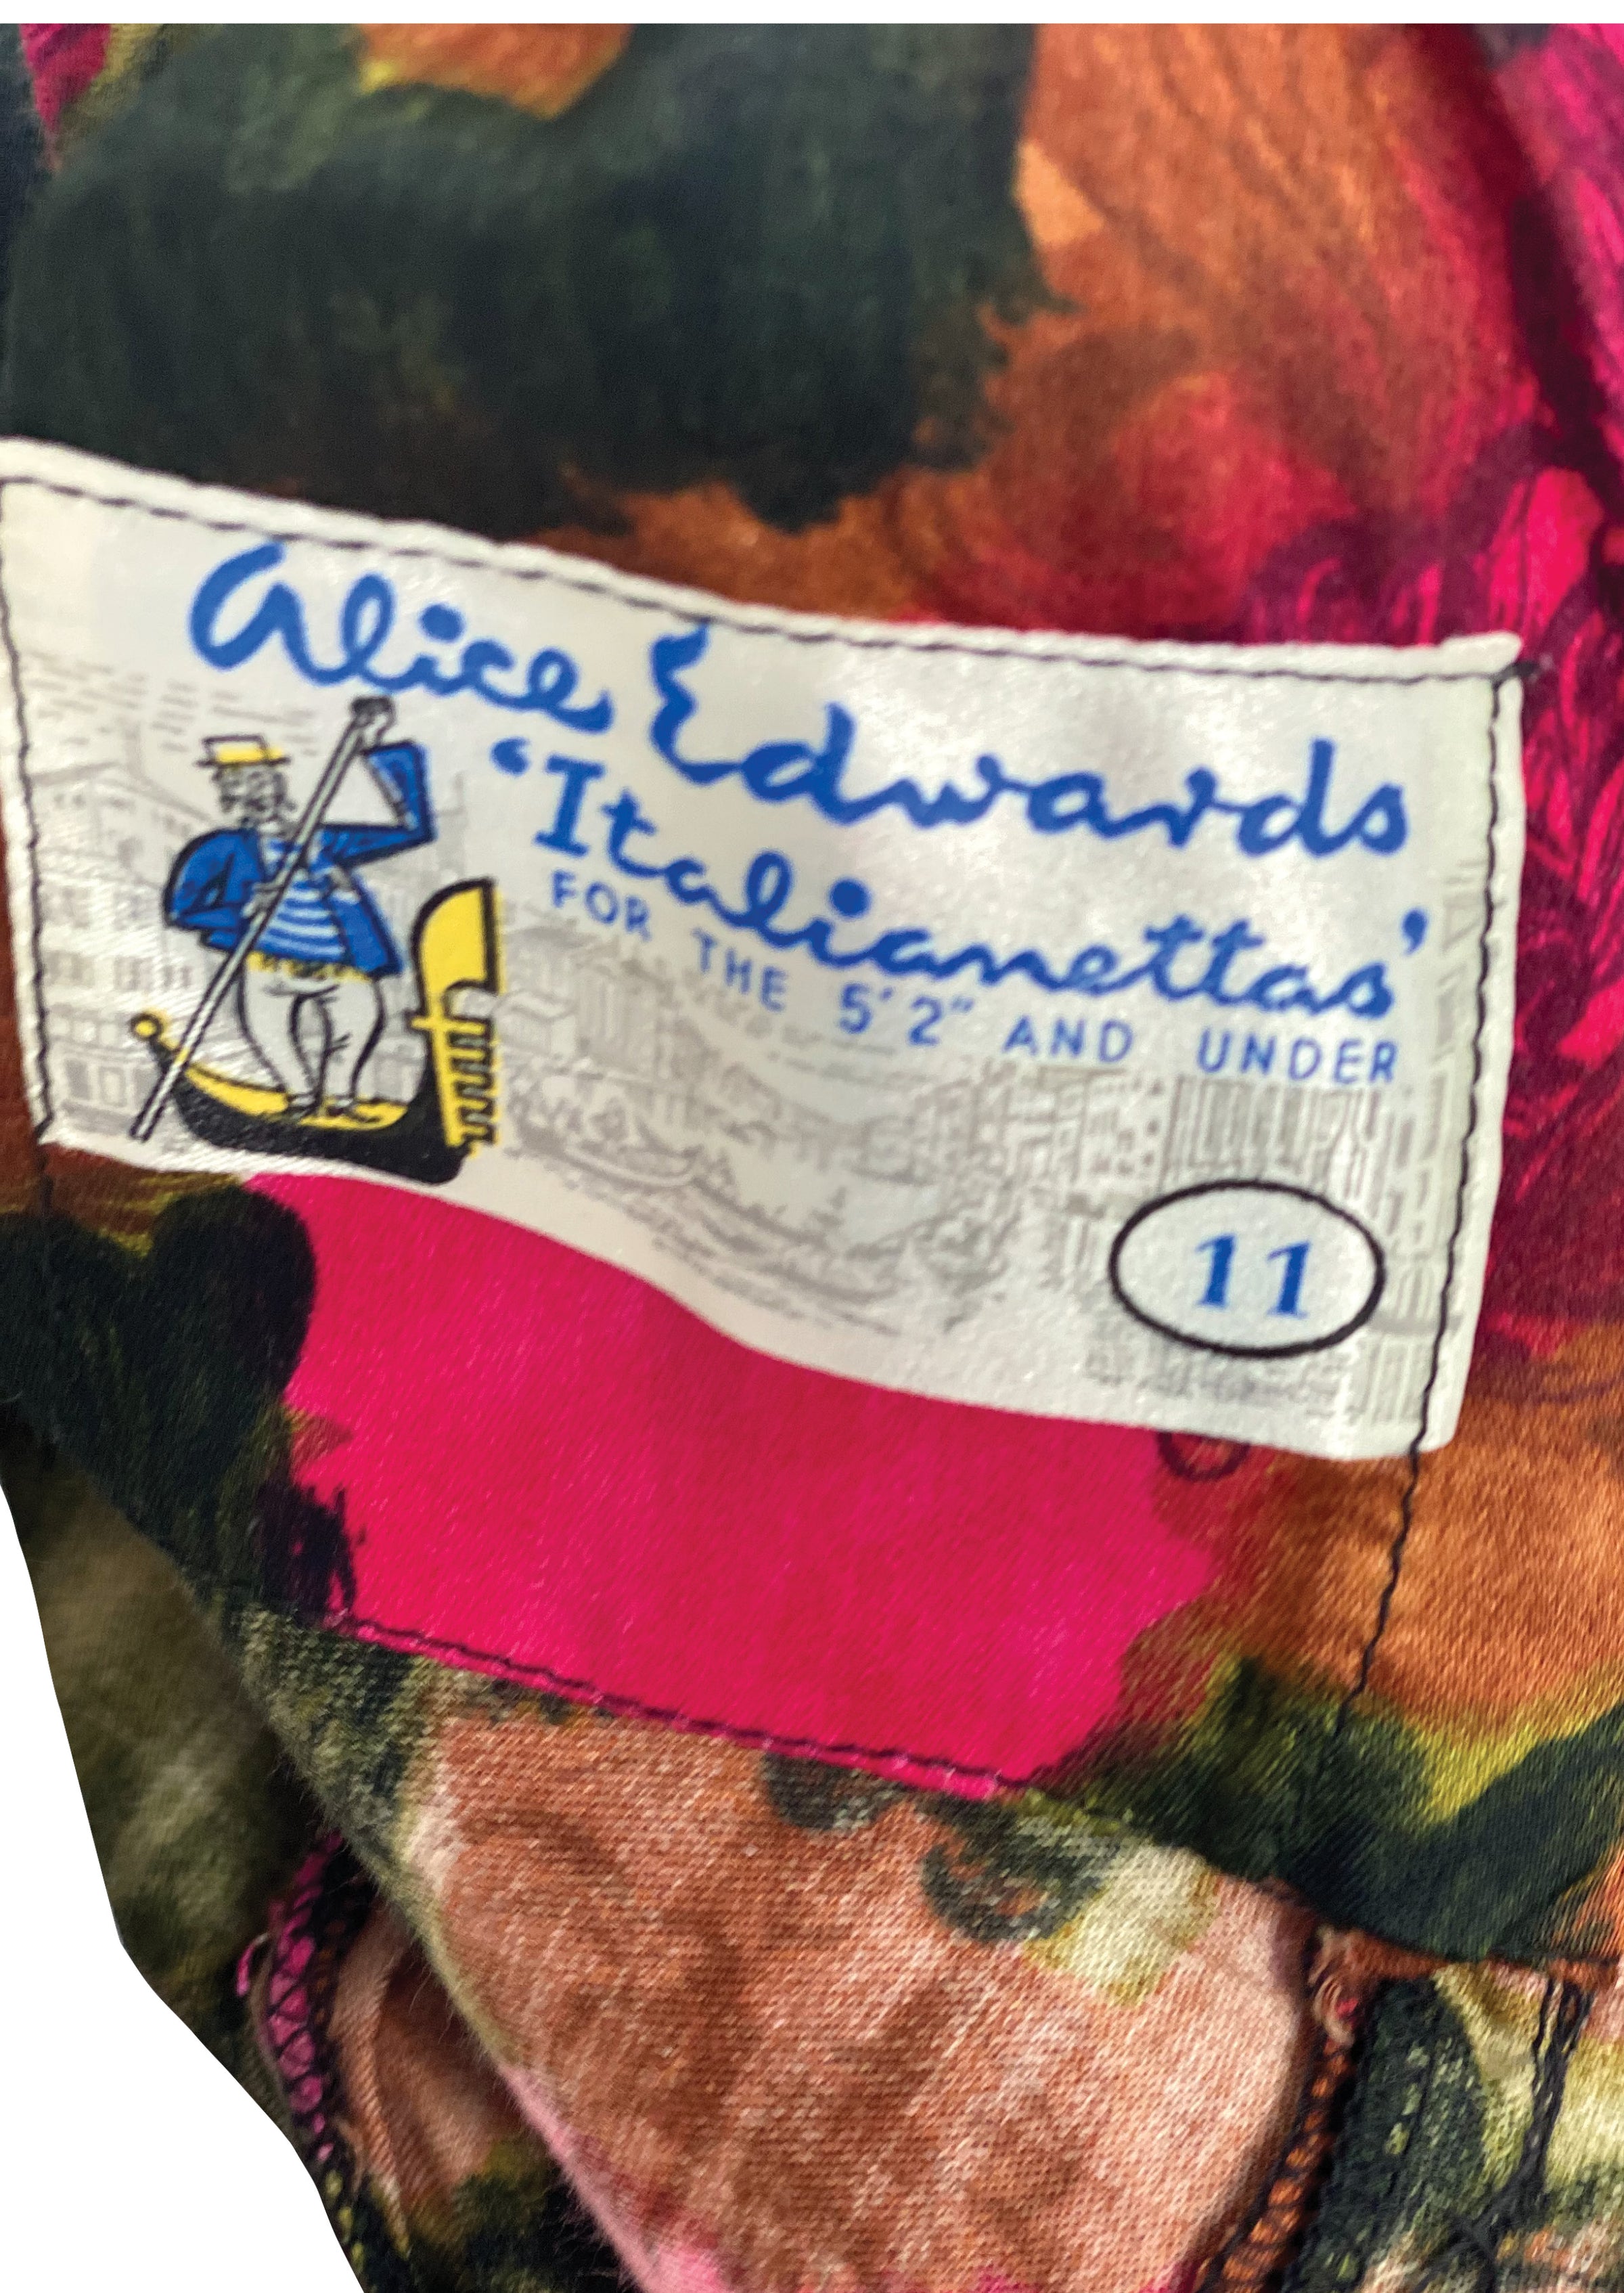 Alice Edwards
‘Italianettas’
FOR THE 5' 2" AND UNDER
11